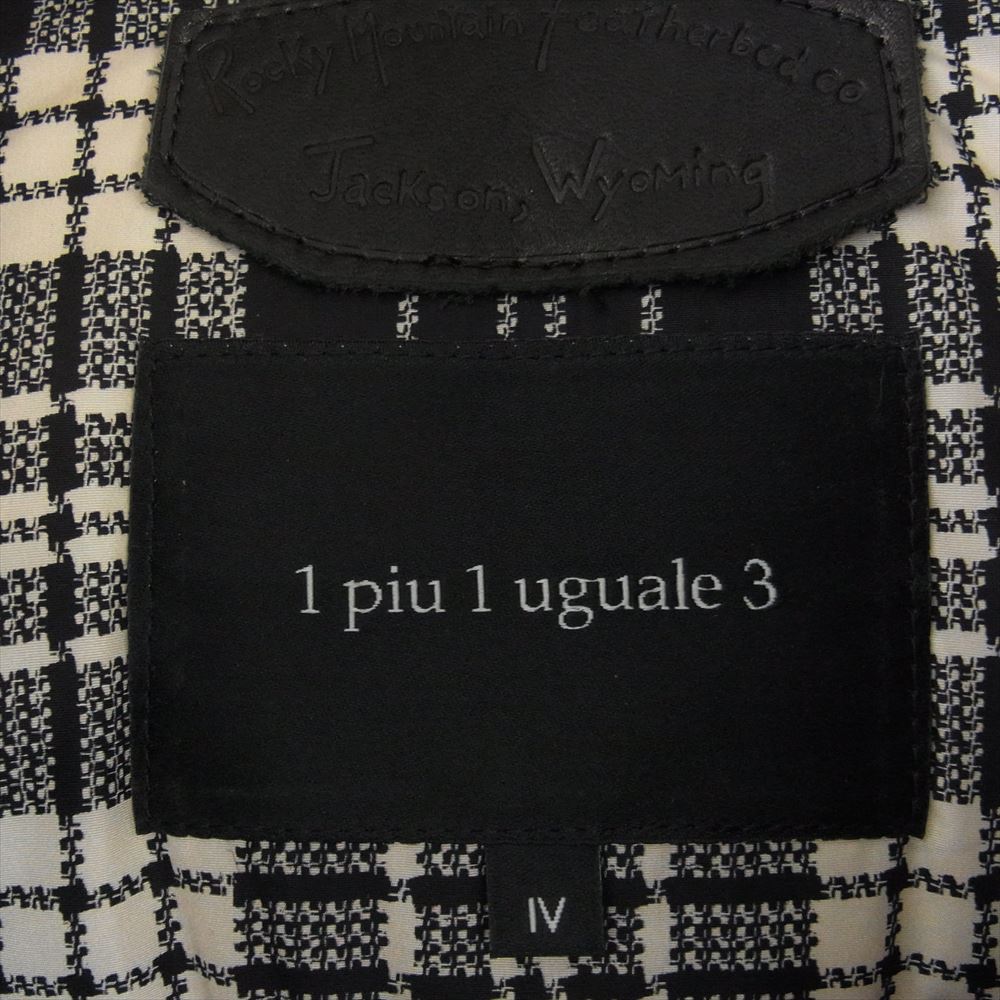 Rocky Mountain Featherbed co
Jackson, Wyoming
1 piu 1 uguale 3
IV